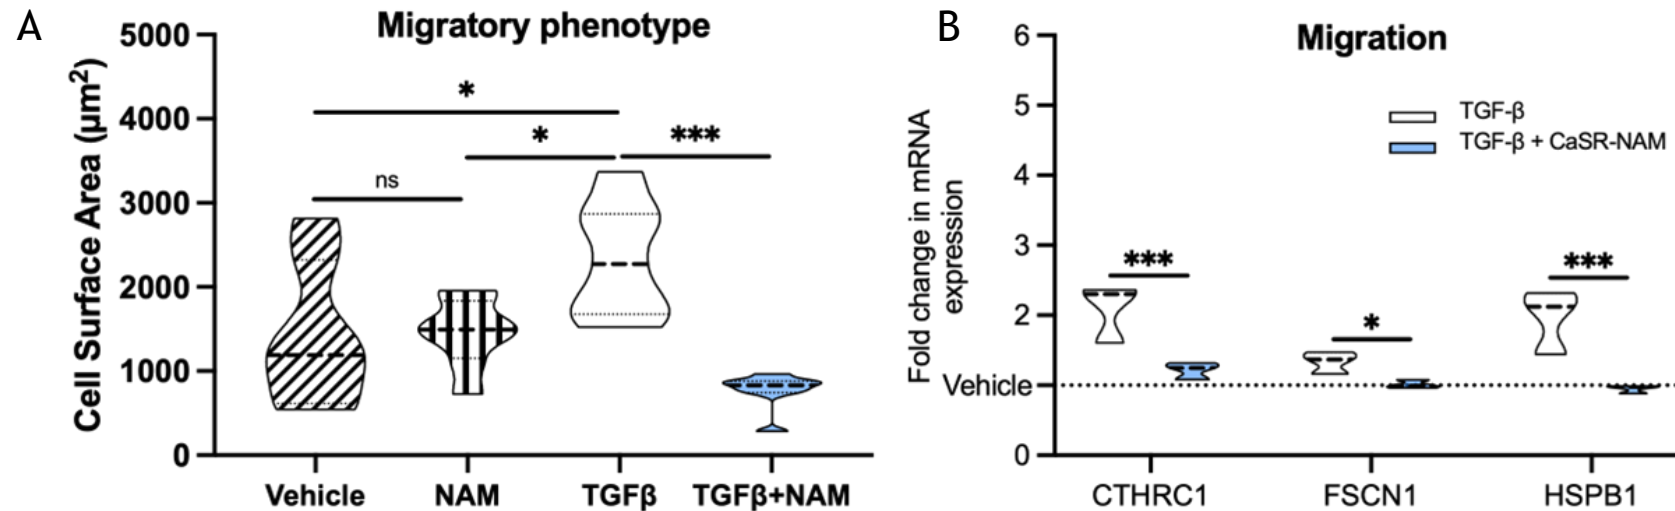 A
Migratory phenotype
Cell Surface Area (µm²)
5000
4000
3000
2000
1000
0
*
*
***
ns
Vehicle
NAM
TGFβ
TGFβ+NAM
B
Migration
Fold change in mRNA
expression
6
5
4
3
2
Vehicle
0
TGF-β
TGF-β + CaSR-NAM
***
*
***
CTHRC1
FSCN1
HSPB1